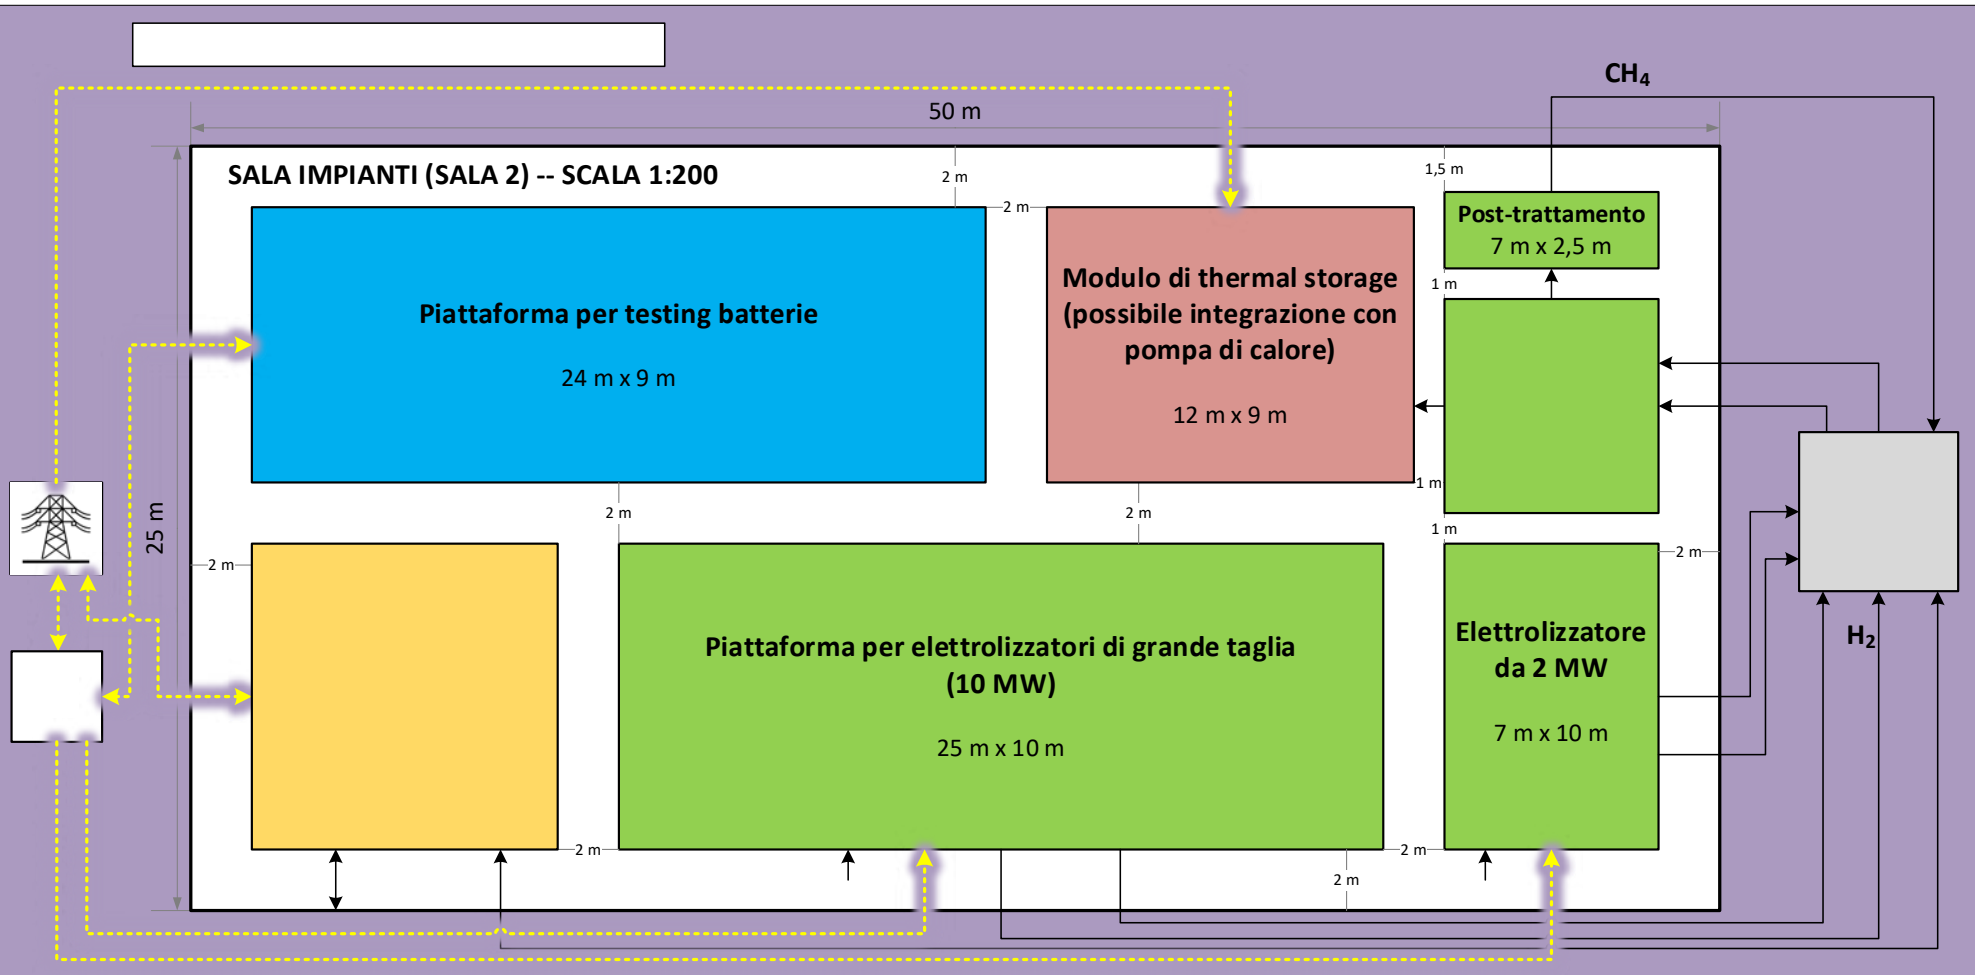 CH₄
50 m
SALA IMPIANTI (SALA 2) -- SCALA 1:200
2 m
1,5 m
2 m
Post-trattamento
7 m x 2,5 m
1 m
Modulo di thermal storage
(possibile integrazione con
pompa di calore)
12 m x 9 m
Piattaforma per testing batterie
24 m x 9 m
1 m
25 m
2 m
2 m
1 m
2 m
2 m
Piattaforma per elettrolizzatori di grande taglia
(10 MW)
25 m x 10 m
Elettrolizzatore
da 2 MW
7 m x 10 m
H₂
2 m
2 m
2 m